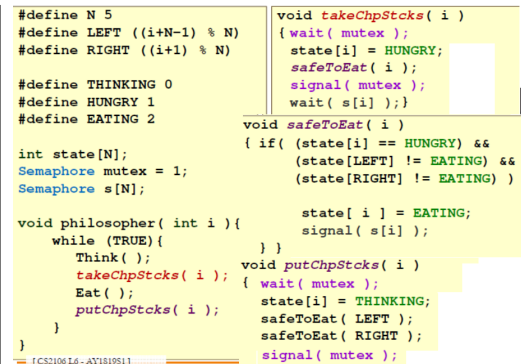 #define N 5
#define LEFT ((i+N-1) % N)
#define RIGHT ((i+1) % N)
#define THINKING 0
#define HUNGRY 1
#define EATING 2
int state[N];
Semaphore mutex = 1;
Semaphore s[N];
void philosopher( int i ){
while (TRUE){
Think( );
takeChpStcks( i );
Eat( );
putChpStcks( i );
}
}
[ CS2106 L6 - AY1819S1 ]
void takeChpStcks( i )
{ wait( mutex );
state[i] = HUNGRY;
safeToEat( i );
signal( mutex );
wait( s[i] );}
void safeToEat( i )
{ if( (state[i] == HUNGRY) &&
(state[LEFT] != EATING) &&
(state[RIGHT] != EATING) )
state[ i ] = EATING;
signal( s[i] );
} }
void putChpStcks( i )
{ wait( mutex );
state[i] = THINKING;
safeToEat( LEFT );
safeToEat( RIGHT );
signal( mutex );